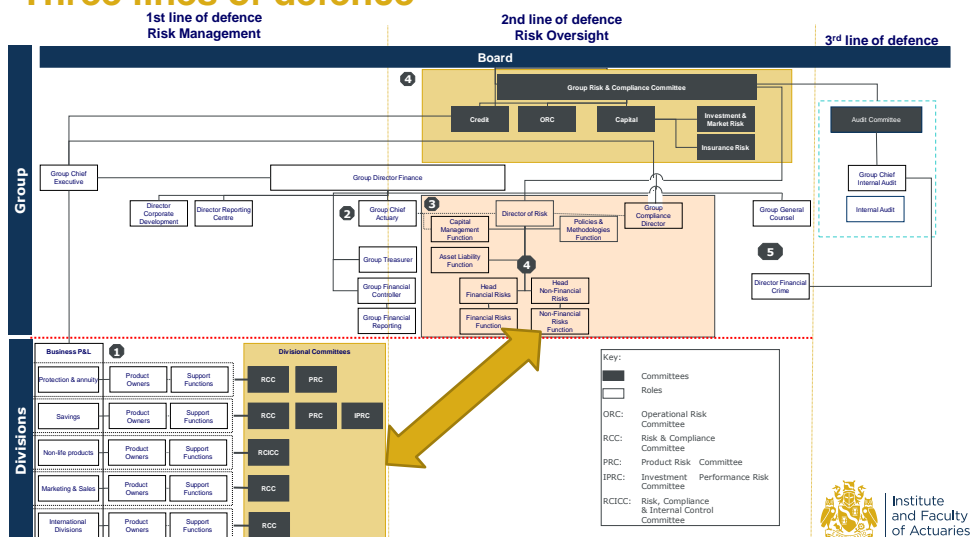 Three lines of defence
1st line of defence
Risk Management
2nd line of defence
Risk Oversight
3rd line of defence
Board
Group
4
Group Risk & Compliance Committee
Credit
ORC
Capital
Investment &
Market Risk
Insurance Risk
Audit Committee
Group Chief
Executive
Group Director Finance
Group Chief
Internal Audit
Director
Corporate
Development
Director Reporting
Centre
2
Group Chief
Actuary
3
Capital
Management
Function
Director of Risk
Policies &
Methodologies
Function
Group
Compliance
Director
Group General
Counsel
Internal Audit
Group Treasurer
Asset Liability
Function
4
5
Group Financial
Controller
Head
Financial Risks
Head
Non-Financial
Risks
Director Financial
Crime
Group Financial
Reporting
Financial Risks
Function
Non-Financial
Risks
Function
Divisions
Business P&L
1
Divisional Committees
Protection & annuity
Product
Owners
Support
Functions
RCC
PRC
Savings
Product
Owners
Support
Functions
RCC
PRC
IPRC
Non-life products
Product
Owners
Support
Functions
RCICC
Marketing & Sales
Product
Owners
Support
Functions
RCC
International
Divisions
Product
Owners
Support
Functions
RCC
Key:
Committees
Roles
ORC: Operational Risk
Committee
RCC: Risk & Compliance
Committee
PRC: Product Risk Committee
IPRC: Investment Performance Risk
Committee
RCICC: Risk, Compliance
& Internal Control
Committee
Institute
and Faculty
of Actuaries